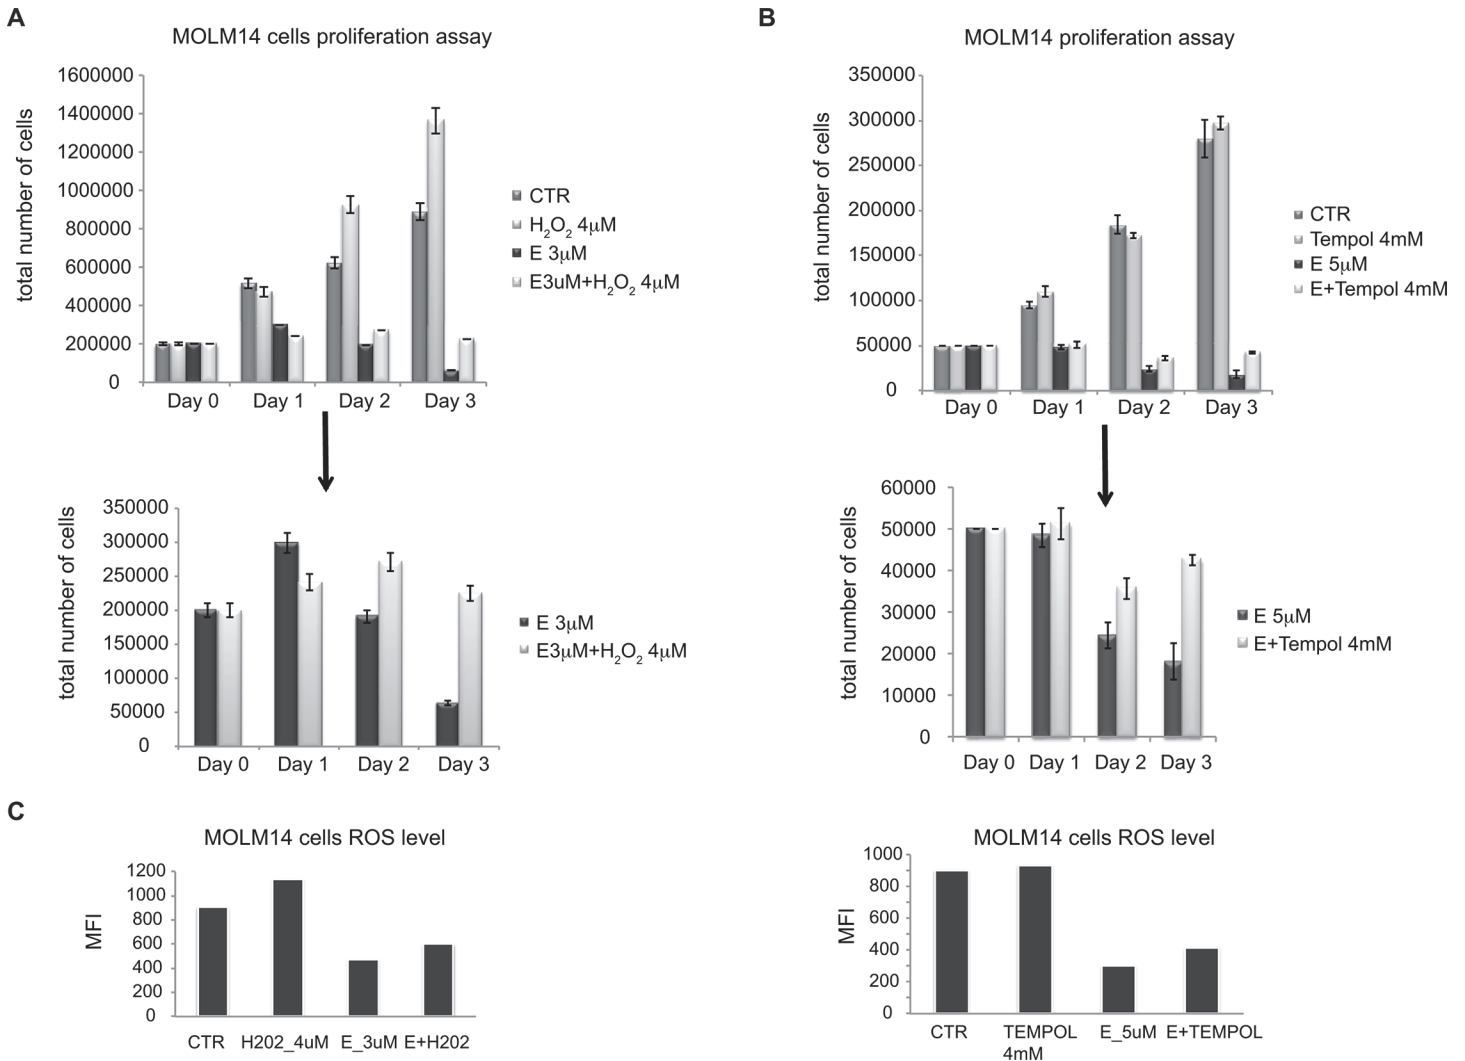 A
MOLM14 cells proliferation assay
total number of cells
1600000
1400000
1200000
1000000
800000
600000
400000
200000
0
Day 0 Day 1 Day 2 Day 3
CTR
H₂O₂ 4μM
E 3μM
E3uM+H₂O₂ 4μM
total number of cells
350000
300000
250000
200000
150000
100000
50000
0
Day 0 Day 1 Day 2 Day 3
E 3μM
E3μM+H₂O₂ 4μM
B
MOLM14 proliferation assay
total number of cells
350000
300000
250000
200000
150000
100000
50000
0
Day 0 Day 1 Day 2 Day 3
CTR
Tempol 4mM
E 5μM
E+Tempol 4mM
total number of cells
60000
50000
40000
30000
20000
10000
0
Day 0 Day 1 Day 2 Day 3
E 5μM
E+Tempol 4mM
C
MOLM14 cells ROS level
MFI
1200
1000
800
600
400
200
0
CTR H202_4uM E_3uM E+H202
MOLM14 cells ROS level
MFI
1000
800
600
400
200
0
CTR TEMPOL E_5uM E+TEMPOL
4mM